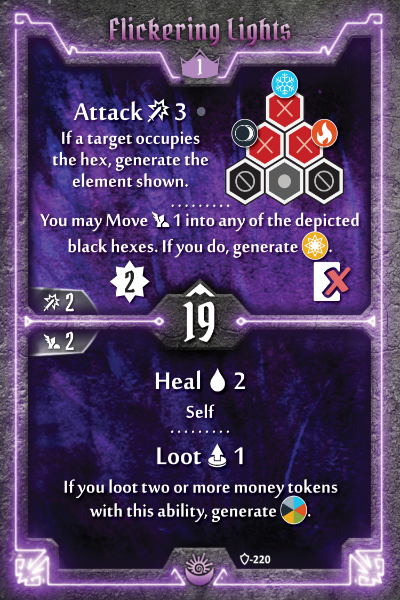 Flickering Lights
1
Attack 3
If a target occupies
the hex, generate the
element shown.
You may Move 1 into any of the depicted
black hexes. If you do, generate .
2
2
19
2
Heal 2
Self
Loot 1
If you loot two or more money tokens
with this ability, generate .
-220